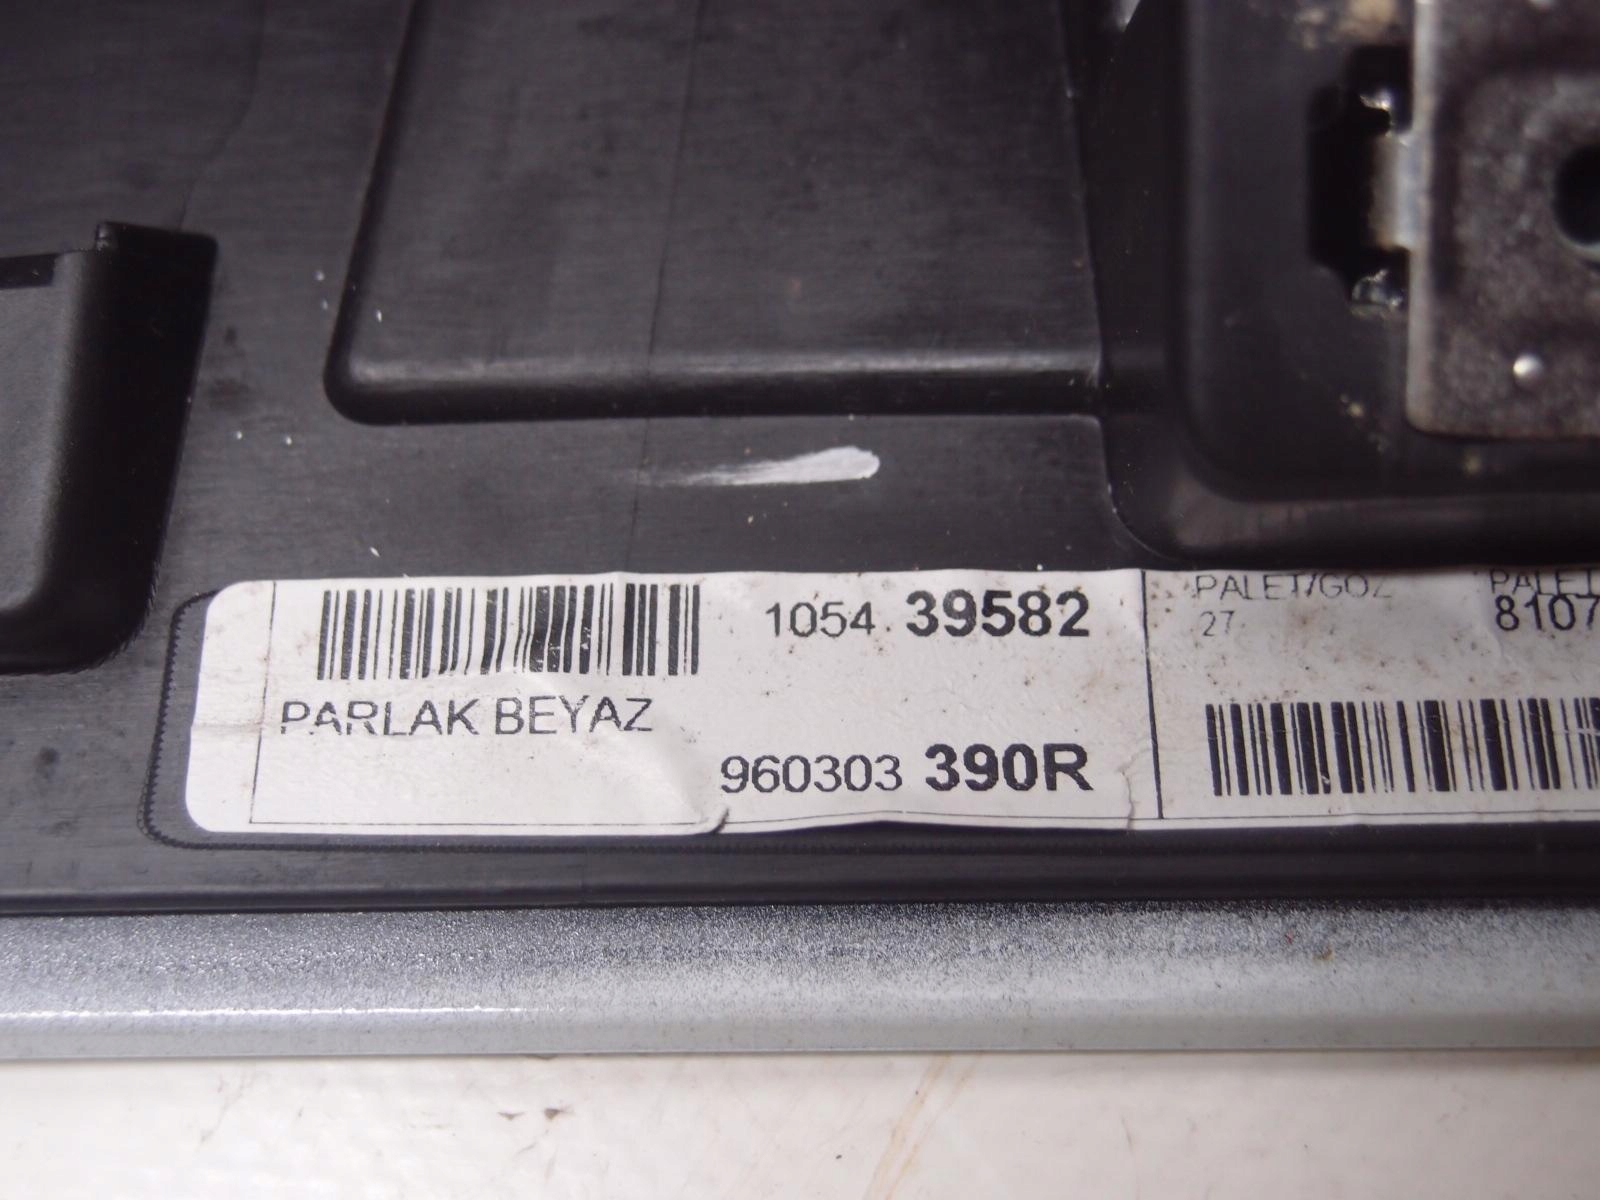 1054 39582
PARLAK BEYAZ
960303 390R
PALET/GOZ
27
8107